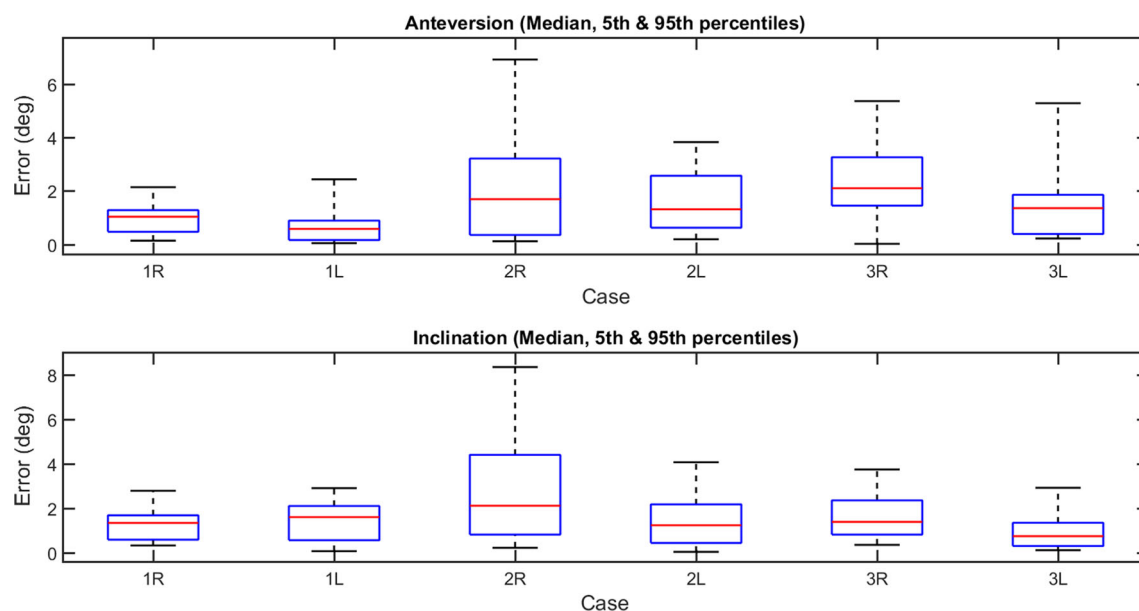 Anteversion (Median, 5th & 95th percentiles)
Error (deg)
6
4
2
0
1R 1L 2R 2L 3R 3L
Case
Inclination (Median, 5th & 95th percentiles)
Error (deg)
8
6
4
2
0
1R 1L 2R 2L 3R 3L
Case